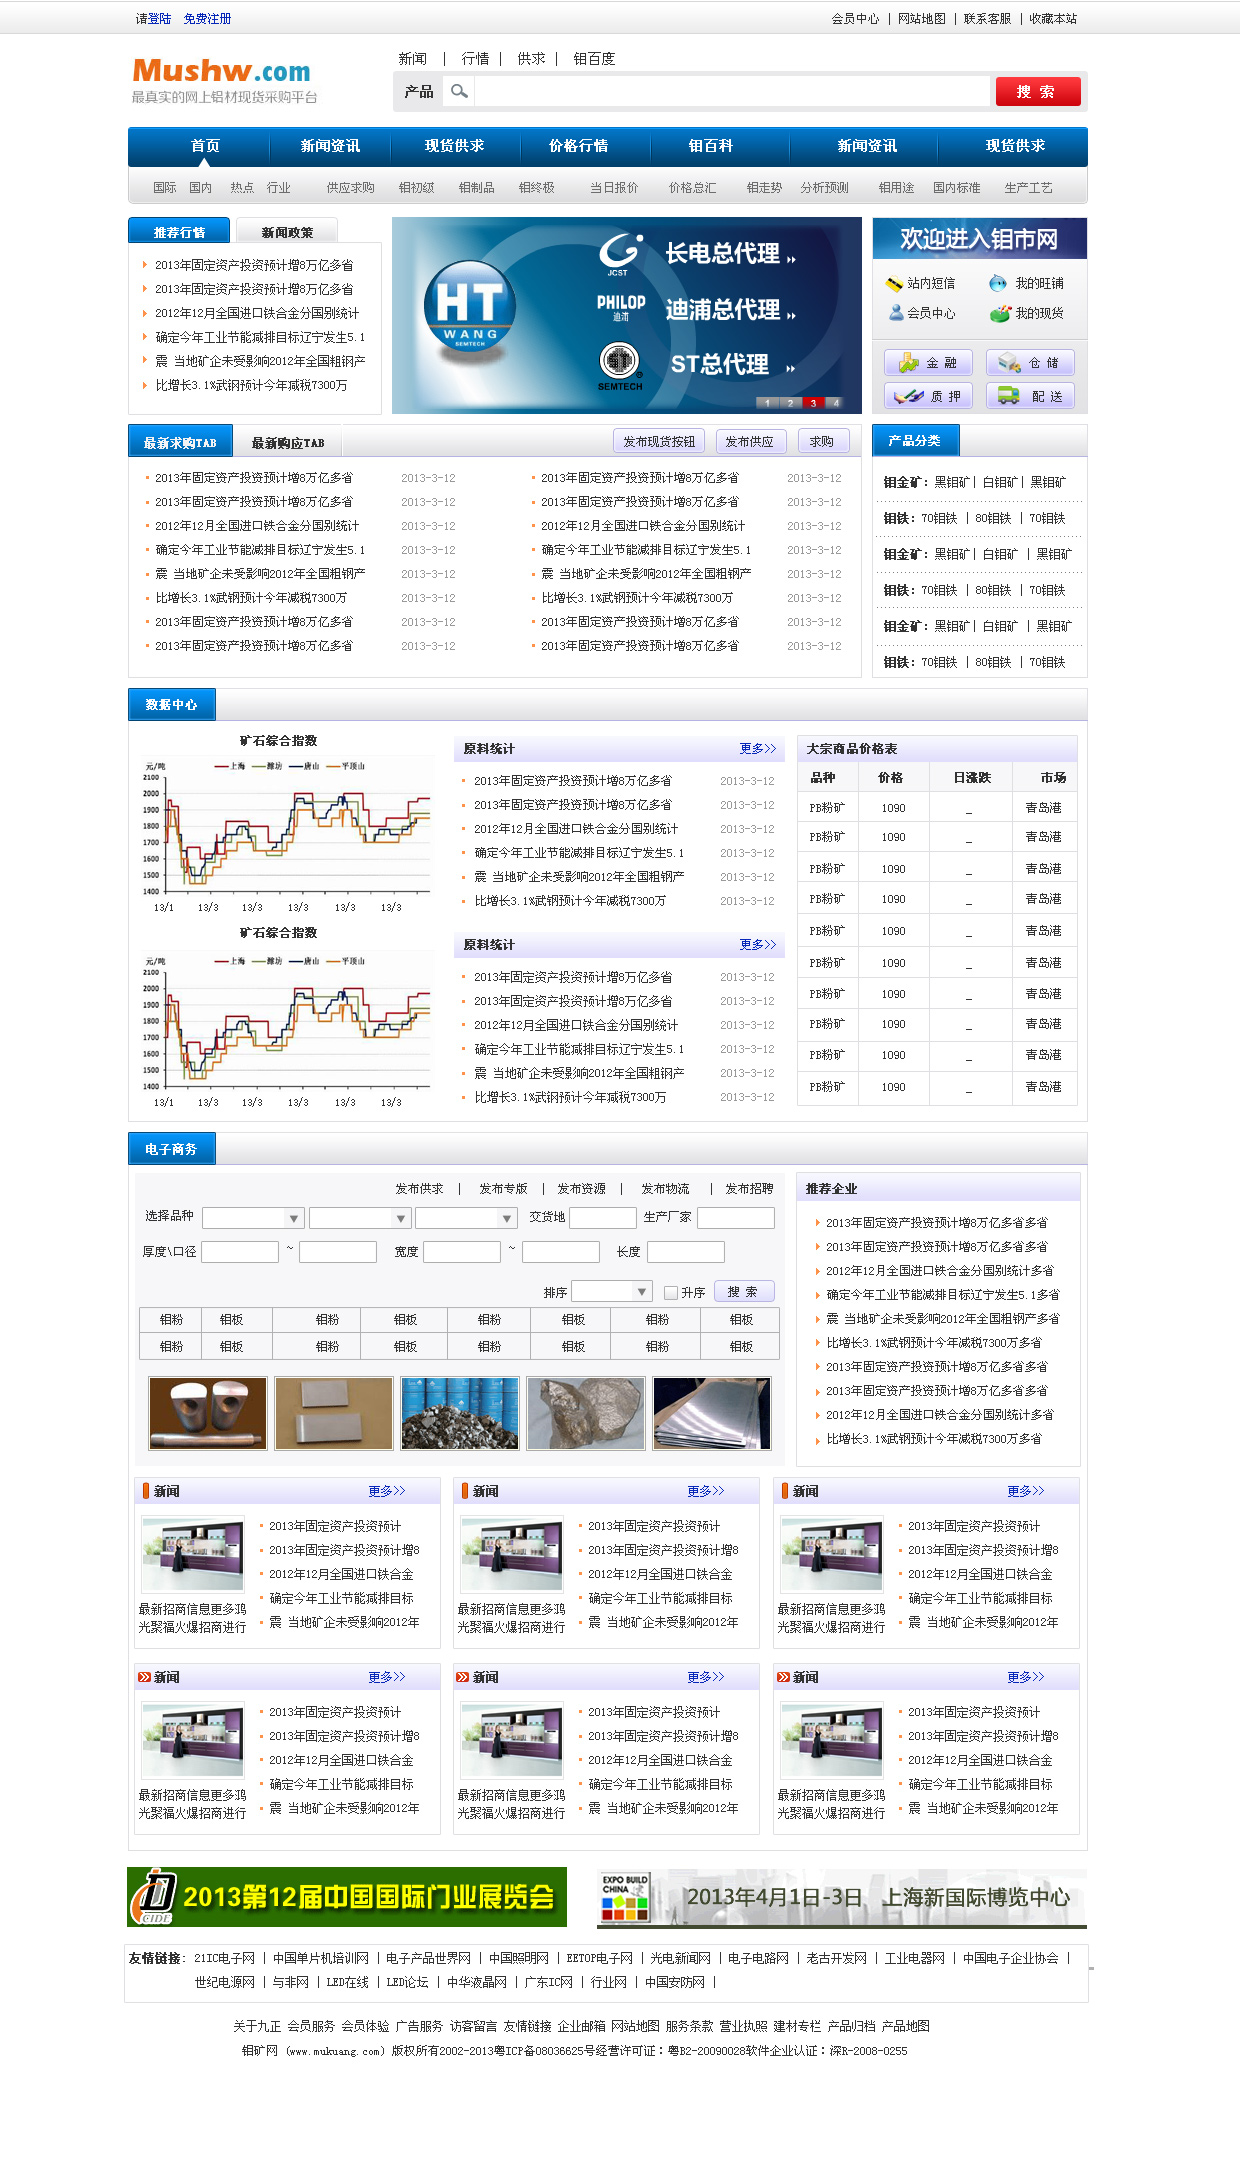 请登陆 免费注册 会员中心 | 网站地图 | 联系客服 | 收藏本站
新闻 | 行情 | 供求 | 钼百度
Mushw.com
最真实的网上铝材现货采购平台
产品 搜 索
首页 新闻资讯 现货供求 价格行情 钼百科 新闻资讯 现货供求
国际 国内 热点 行业 供应求购 钼初级 钼制品 钼终极 当日报价 价格总汇 钼走势 分析预测 钼用途 国内标准 生产工艺
推荐行情 新闻政策
2013年固定资产投资预计增8万亿多省
2013年固定资产投资预计增8万亿多省
2012年12月全国进口铁合金分国别统计
确定今年工业节能减排目标辽宁发生5.1
震 当地矿企未受影响2012年全国粗钢产
比增长3.1%武钢预计今年减税7300万
HT
WANG
SEMTECH
JCST
长电总代理
PHILOP
迪浦
迪浦总代理
SEMTECH
ST总代理
1 2 3 4
欢迎进入钼市网
站内短信 我的旺铺
会员中心 我的现货
金 融 仓 储
质 押 配 送
最新求购TAB 最新购应TAB 发布现货按钮 发布供应 求购
2013年固定资产投资预计增8万亿多省 2013-3-12 2013年固定资产投资预计增8万亿多省 2013-3-12
2013年固定资产投资预计增8万亿多省 2013-3-12 2013年固定资产投资预计增8万亿多省 2013-3-12
2012年12月全国进口铁合金分国别统计 2013-3-12 2012年12月全国进口铁合金分国别统计 2013-3-12
确定今年工业节能减排目标辽宁发生5.1 2013-3-12 确定今年工业节能减排目标辽宁发生5.1 2013-3-12
震 当地矿企未受影响2012年全国粗钢产 2013-3-12 震 当地矿企未受影响2012年全国粗钢产 2013-3-12
比增长3.1%武钢预计今年减税7300万 2013-3-12 比增长3.1%武钢预计今年减税7300万 2013-3-12
2013年固定资产投资预计增8万亿多省 2013-3-12 2013年固定资产投资预计增8万亿多省 2013-3-12
2013年固定资产投资预计增8万亿多省 2013-3-12 2013年固定资产投资预计增8万亿多省 2013-3-12
产品分类
钼金矿：黑钼矿| 白钼矿| 黑钼矿
钼铁：70钼铁 | 80钼铁 | 70钼铁
钼金矿：黑钼矿| 白钼矿 | 黑钼矿
钼铁：70钼铁 | 80钼铁 | 70钼铁
钼金矿：黑钼矿| 白钼矿 | 黑钼矿
钼铁：70钼铁 | 80钼铁 | 70钼铁
数据中心
矿石综合指数
元/吨 上海 潍坊 唐山 平顶山
2100
2000
1900
1800
1700
1600
1500
1400
13/1 13/3 13/3 13/3 13/3 13/3
矿石综合指数
元/吨 上海 潍坊 唐山 平顶山
2100
2000
1900
1800
1700
1600
1500
1400
13/1 13/3 13/3 13/3 13/3 13/3
原料统计 更多>>
2013年固定资产投资预计增8万亿多省 2013-3-12
2013年固定资产投资预计增8万亿多省 2013-3-12
2012年12月全国进口铁合金分国别统计 2013-3-12
确定今年工业节能减排目标辽宁发生5.1 2013-3-12
震 当地矿企未受影响2012年全国粗钢产 2013-3-12
比增长3.1%武钢预计今年减税7300万 2013-3-12
原料统计 更多>>
2013年固定资产投资预计增8万亿多省 2013-3-12
2013年固定资产投资预计增8万亿多省 2013-3-12
2012年12月全国进口铁合金分国别统计 2013-3-12
确定今年工业节能减排目标辽宁发生5.1 2013-3-12
震 当地矿企未受影响2012年全国粗钢产 2013-3-12
比增长3.1%武钢预计今年减税7300万 2013-3-12
大宗商品价格表
品种 价格 日涨跌 市场
PB粉矿 1090 _ 青岛港
PB粉矿 1090 _ 青岛港
PB粉矿 1090 _ 青岛港
PB粉矿 1090 _ 青岛港
PB粉矿 1090 _ 青岛港
PB粉矿 1090 _ 青岛港
PB粉矿 1090 _ 青岛港
PB粉矿 1090 _ 青岛港
PB粉矿 1090 _ 青岛港
PB粉矿 1090 _ 青岛港
电子商务
发布供求 | 发布专版 | 发布资源 | 发布物流 | 发布招聘
选择品种 交货地 生产厂家
厚度\口径 ~ 宽度 ~ 长度
排序 升序 搜 索
钼粉 钼板 钼粉 钼板 钼粉 钼板 钼粉 钼板
钼粉 钼板 钼粉 钼板 钼粉 钼板 钼粉 钼板
推荐企业
2013年固定资产投资预计增8万亿多省多省
2013年固定资产投资预计增8万亿多省多省
2012年12月全国进口铁合金分国别统计多省
确定今年工业节能减排目标辽宁发生5.1多省
震 当地矿企未受影响2012年全国粗钢产多省
比增长3.1%武钢预计今年减税7300万多省
2013年固定资产投资预计增8万亿多省多省
2013年固定资产投资预计增8万亿多省多省
2012年12月全国进口铁合金分国别统计多省
比增长3.1%武钢预计今年减税7300万多省
新闻 更多>> 新闻 更多>> 新闻 更多>>
2013年固定资产投资预计 2013年固定资产投资预计 2013年固定资产投资预计
2013年固定资产投资预计增8 2013年固定资产投资预计增8 2013年固定资产投资预计增8
2012年12月全国进口铁合金 2012年12月全国进口铁合金 2012年12月全国进口铁合金
确定今年工业节能减排目标 确定今年工业节能减排目标 确定今年工业节能减排目标
震 当地矿企未受影响2012年 震 当地矿企未受影响2012年 震 当地矿企未受影响2012年
最新招商信息更多鸿 最新招商信息更多鸿 最新招商信息更多鸿
光聚福火爆招商进行 光聚福火爆招商进行 光聚福火爆招商进行
新闻 更多>> 新闻 更多>> 新闻 更多>>
2013年固定资产投资预计 2013年固定资产投资预计 2013年固定资产投资预计
2013年固定资产投资预计增8 2013年固定资产投资预计增8 2013年固定资产投资预计增8
2012年12月全国进口铁合金 2012年12月全国进口铁合金 2012年12月全国进口铁合金
确定今年工业节能减排目标 确定今年工业节能减排目标 确定今年工业节能减排目标
震 当地矿企未受影响2012年 震 当地矿企未受影响2012年 震 当地矿企未受影响2012年
最新招商信息更多鸿 最新招商信息更多鸿 最新招商信息更多鸿
光聚福火爆招商进行 光聚福火爆招商进行 光聚福火爆招商进行
CIDE
2013第12届中国国际门业展览会
EXPO BUILD
CHINA
2013年4月1日-3日 上海新国际博览中心
友情链接：21IC电子网 | 中国单片机培训网 | 电子产品世界网 | 中国照明网 | EETOP电子网 | 光电新闻网 | 电子电路网 | 老古开发网 | 工业电器网 | 中国电子企业协会 |
世纪电源网 | 与非网 | LED在线 | LED论坛 | 中华液晶网 | 广东IC网 | 行业网 | 中国安防网 |
关于九正 会员服务 会员体验 广告服务 访客留言 友情链接 企业邮箱 网站地图 服务条款 营业执照 建材专栏 产品归档 产品地图
钼矿网 (www.mukuang.com) 版权所有2002-2013粤ICP备08036625号经营许可证：粤B2-20090028软件企业认证：深R-2008-0255